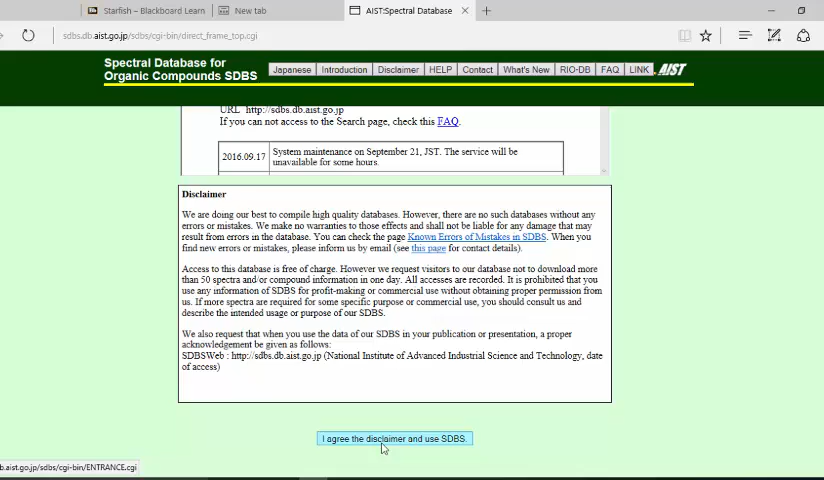 Starfish – Blackboard Learn
New tab
AIST:Spectral Database
sdbs.db.aist.go.jp/sdbs/cgi-bin/direct_frame_top.cgi
Spectral Database for
Organic Compounds SDBS
Japanese Introduction Disclaimer HELP Contact What's New RIO-DB FAQ LINK AIST
URL http://sdbs.db.aist.go.jp
If you can not access to the Search page, check this FAQ.
2016.09.17 System maintenance on September 21, JST. The service will be
unavailable for some hours.
Disclaimer
We are doing our best to compile high quality databases. However, there are no such databases without any
errors or mistakes. We make no warranties to those effects and shall not be liable for any damage that may
result from errors in the database. You can check the page Known Errors of Mistakes in SDBS. When you
find new errors or mistakes, please inform us by email (see this page for contact details).
Access to this database is free of charge. However we request visitors to our database not to download more
than 50 spectra and/or compound information in one day. All accesses are recorded. It is prohibited that you
use any information of SDBS for profit-making or commercial use without obtaining proper permission from
us. If more spectra are required for some specific purpose or commercial use, you should consult us and
describe the intended usage or purpose of our SDBS.
We also request that when you use the data of our SDBS in your publication or presentation, a proper
acknowledgement be given as follows:
SDBSWeb : http://sdbs.db.aist.go.jp (National Institute of Advanced Industrial Science and Technology, date
of access)
I agree the disclaimer and use SDBS.
b.aist.go.jp/sdbs/cgi-bin/ENTRANCE.cgi